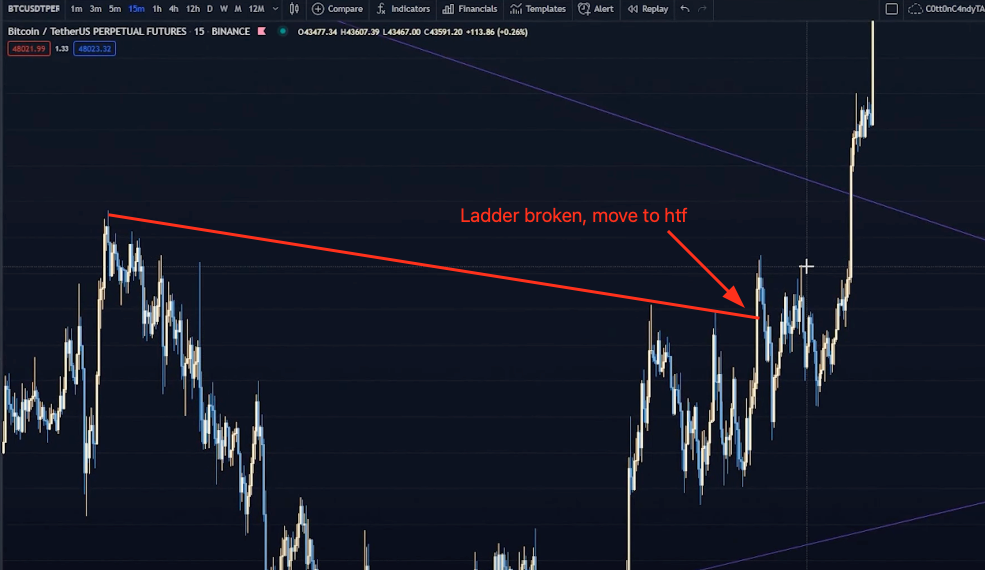 BTCUSDTPER 1m 3m 5m 15m 1h 4h 12h D W M 12M Compare Indicators Financials Templates Alert Replay C0tt0nC4ndyTA
Bitcoin / TetherUS PERPETUAL FUTURES · 15 · BINANCE O43477.34 H43607.39 L43467.00 C43591.20 +113.86 (+0.26%)
48021.99 1.33 48023.32
Ladder broken, move to htf